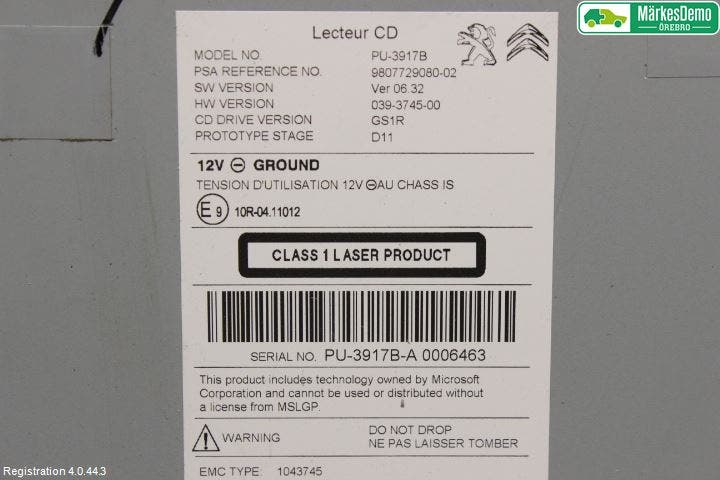 MärkesDemo
ÖREBRO
Lecteur CD
MODEL NO. PU-3917B
PSA REFERENCE NO. 9807729080-02
SW VERSION Ver 06.32
HW VERSION 039-3745-00
CD DRIVE VERSION GS1R
PROTOTYPE STAGE D11
12V ⊖ GROUND
TENSION D'UTILISATION 12V ⊖AU CHASS IS
E 9 10R-04.11012
CLASS 1 LASER PRODUCT
SERIAL NO. PU-3917B-A 0006463
This product includes technology owned by Microsoft
Corporation and cannot be used or distributed without
a license from MSLGP.
WARNING DO NOT DROP
NE PAS LAISSER TOMBER
EMC TYPE: 1043745
Registration 4.0.44.3